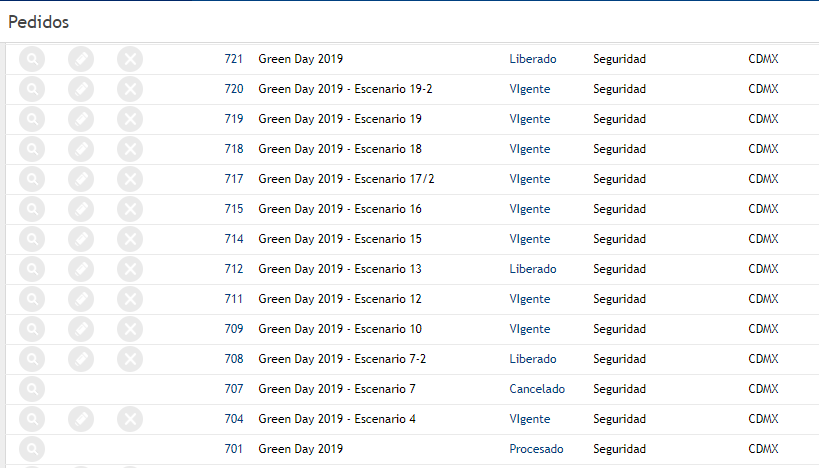 Pedidos
721 Green Day 2019 Liberado Seguridad CDMX
720 Green Day 2019 - Escenario 19-2 VIgente Seguridad CDMX
719 Green Day 2019 - Escenario 19 VIgente Seguridad CDMX
718 Green Day 2019 - Escenario 18 VIgente Seguridad CDMX
717 Green Day 2019 - Escenario 17/2 VIgente Seguridad CDMX
715 Green Day 2019 - Escenario 16 VIgente Seguridad CDMX
714 Green Day 2019 - Escenario 15 VIgente Seguridad CDMX
712 Green Day 2019 - Escenario 13 Liberado Seguridad CDMX
711 Green Day 2019 - Escenario 12 VIgente Seguridad CDMX
709 Green Day 2019 - Escenario 10 VIgente Seguridad CDMX
708 Green Day 2019 - Escenario 7-2 Liberado Seguridad CDMX
707 Green Day 2019 - Escenario 7 Cancelado Seguridad CDMX
704 Green Day 2019 - Escenario 4 VIgente Seguridad CDMX
701 Green Day 2019 Procesado Seguridad CDMX